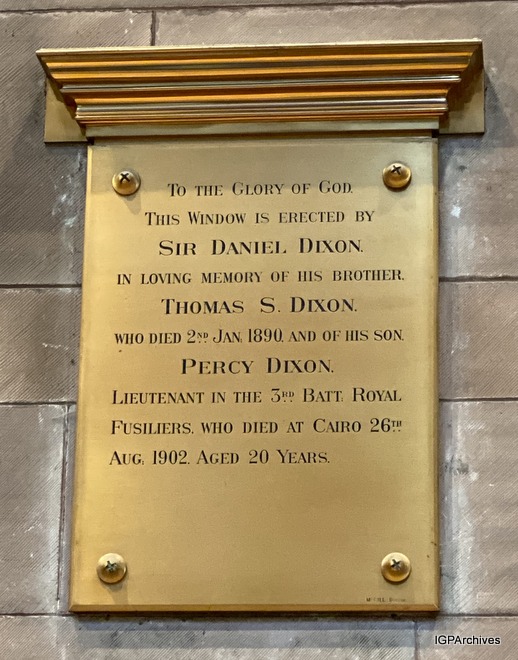 To the Glory of God.
This Window is erected by
Sir Daniel Dixon.
in loving memory of his brother.
Thomas S. Dixon.
who died 2nd Jan. 1890. and of his son.
Percy Dixon.
Lieutenant in the 3rd Batt. Royal
Fusiliers. who died at Cairo 26th
Aug. 1902. Aged 20 Years.
IGPArchives